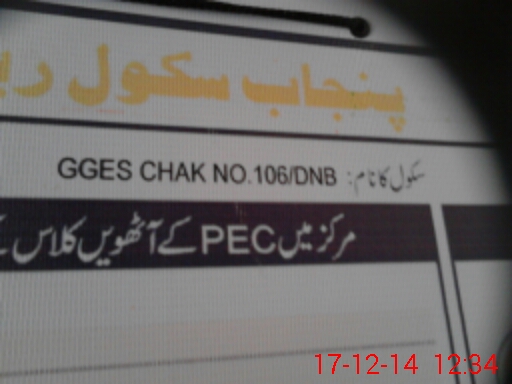 پنجاب سکول
سکول کا نام: GGES CHAK NO.106/DNB
مرکز میں PEC کے آٹھویں کلاس
17-12-14 12:34